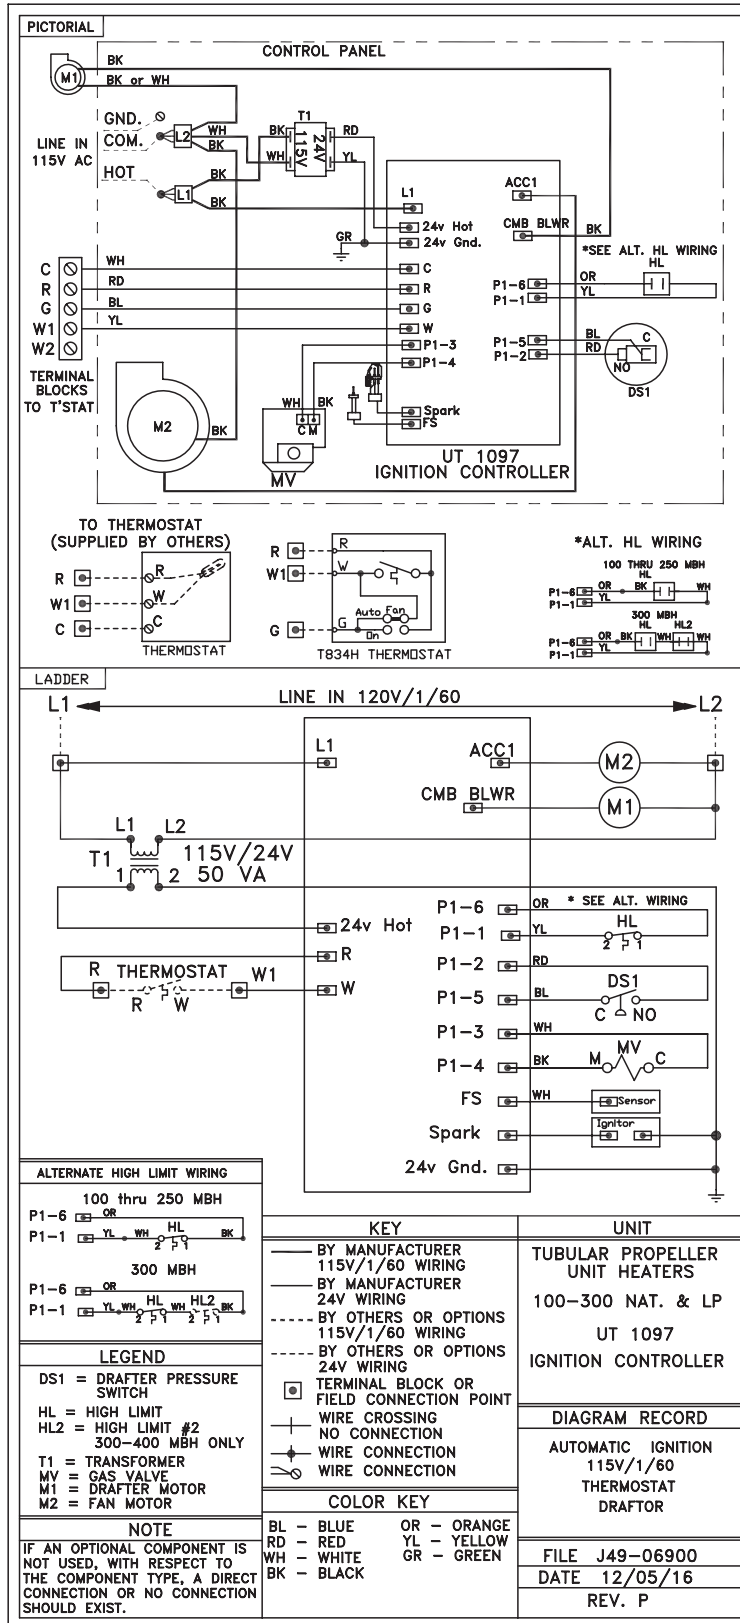 PICTORIAL
CONTROL PANEL
M1
BK
BK or WH
GND.
COM.
HOT
LINE IN
115V AC
L2
WH
BK
L1
BK
BK
T1
BK
WH
115V
24V
RD
YL
GR
L1
24v Hot
24v Gnd.
C
R
G
W
P1-3
P1-4
Spark
FS
ACC1
CMB BLWR
BK
*SEE ALT. HL WIRING
HL
P1-6
OR
P1-1
YL
P1-5
BL
P1-2
RD
C
NO
DS1
C
WH
R
RD
G
BL
W1
YL
W2
TERMINAL
BLOCKS
TO T'STAT
M2
BK
WH
BK
C M
MV
UT 1097
IGNITION CONTROLLER
TO THERMOSTAT
(SUPPLIED BY OTHERS)
R
R
W1
W
C
C
THERMOSTAT
R
R
W1
W
Auto Fan
G
G
On
T834H THERMOSTAT
*ALT. HL WIRING
100 THRU 250 MBH
HL
P1-6
OR
BK
WH
P1-1
YL
300 MBH
HL
HL2
P1-6
OR
BK
WH
WH
P1-1
YL
LADDER
L1
LINE IN 120V/1/60
L2
L1
ACC1
M2
CMB BLWR
M1
L1
L2
T1
115V/24V
1
2
50 VA
24v Hot
R
R
THERMOSTAT
W1
R
W
W
P1-6
OR
* SEE ALT. WIRING
P1-1
YL
HL
2
1
P1-2
RD
P1-5
BL
DS1
C
NO
P1-3
WH
P1-4
BK
M
MV
C
FS
WH
Sensor
Spark
Ignitor
24v Gnd.
ALTERNATE HIGH LIMIT WIRING
100 thru 250 MBH
P1-6
OR
P1-1
YL
WH
HL
BK
2
1
300 MBH
P1-6
OR
P1-1
YL
WH
HL
WH
HL2
BK
2
1
2
1
LEGEND
DS1 = DRAFTER PRESSURE
SWITCH
HL = HIGH LIMIT
HL2 = HIGH LIMIT #2
300-400 MBH ONLY
T1 = TRANSFORMER
MV = GAS VALVE
M1 = DRAFTER MOTOR
M2 = FAN MOTOR
NOTE
IF AN OPTIONAL COMPONENT IS
NOT USED, WITH RESPECT TO
THE COMPONENT TYPE, A DIRECT
CONNECTION OR NO CONNECTION
SHOULD EXIST.
KEY
BY MANUFACTURER
115V/1/60 WIRING
BY MANUFACTURER
24V WIRING
BY OTHERS OR OPTIONS
115V/1/60 WIRING
BY OTHERS OR OPTIONS
24V WIRING
TERMINAL BLOCK OR
FIELD CONNECTION POINT
WIRE CROSSING
NO CONNECTION
WIRE CONNECTION
WIRE CONNECTION
COLOR KEY
BL - BLUE
OR - ORANGE
RD - RED
YL - YELLOW
WH - WHITE
GR - GREEN
BK - BLACK
UNIT
TUBULAR PROPELLER
UNIT HEATERS
100-300 NAT. & LP
UT 1097
IGNITION CONTROLLER
DIAGRAM RECORD
AUTOMATIC IGNITION
115V/1/60
THERMOSTAT
DRAFTOR
FILE J49-06900
DATE 12/05/16
REV. P